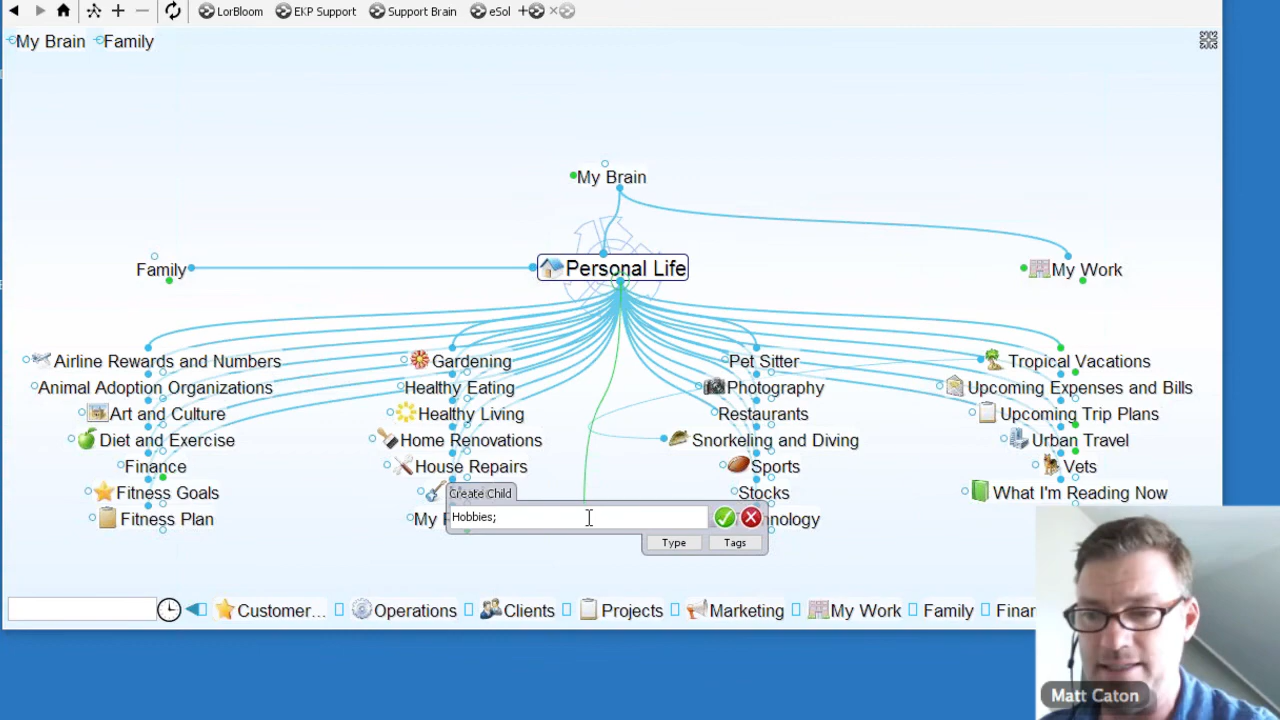 LorBloom EKP Support Support Brain eSol
My Brain Family
My Brain
Family Personal Life My Work
Airline Rewards and Numbers Gardening Pet Sitter Tropical Vacations
Animal Adoption Organizations Healthy Eating Photography Upcoming Expenses and Bills
Art and Culture Healthy Living Restaurants Upcoming Trip Plans
Diet and Exercise Home Renovations Snorkeling and Diving Urban Travel
Finance House Repairs Sports Vets
Fitness Goals Create Child Stocks What I'm Reading Now
Fitness Plan My Hobbies;
Type Tags
Customer... Operations Clients Projects Marketing My Work Family Finan
Matt Caton